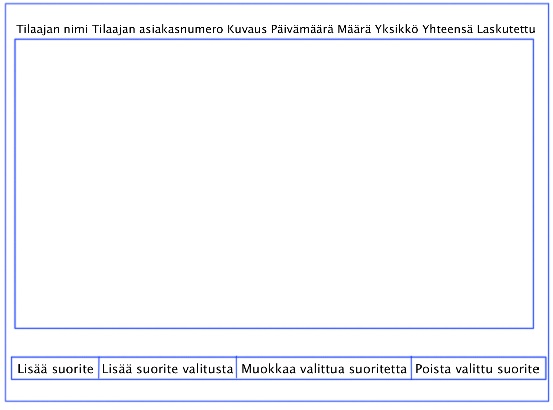 Tilaajan nimi Tilaajan asiakasnumero Kuvaus Päivämäärä Määrä Yksikkö Yhteensä Laskutettu
Lisää suorite Lisää suorite valitusta Muokkaa valittua suoritetta Poista valittu suorite